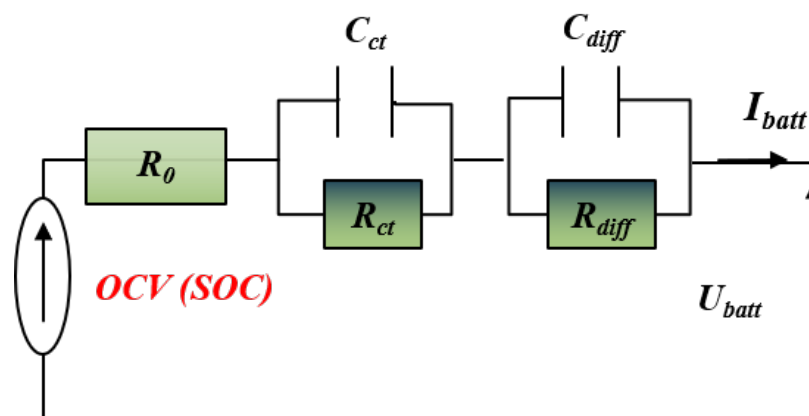 C_ct
C_diff
I_batt
R_0
R_ct
R_diff
OCV (SOC)
U_batt